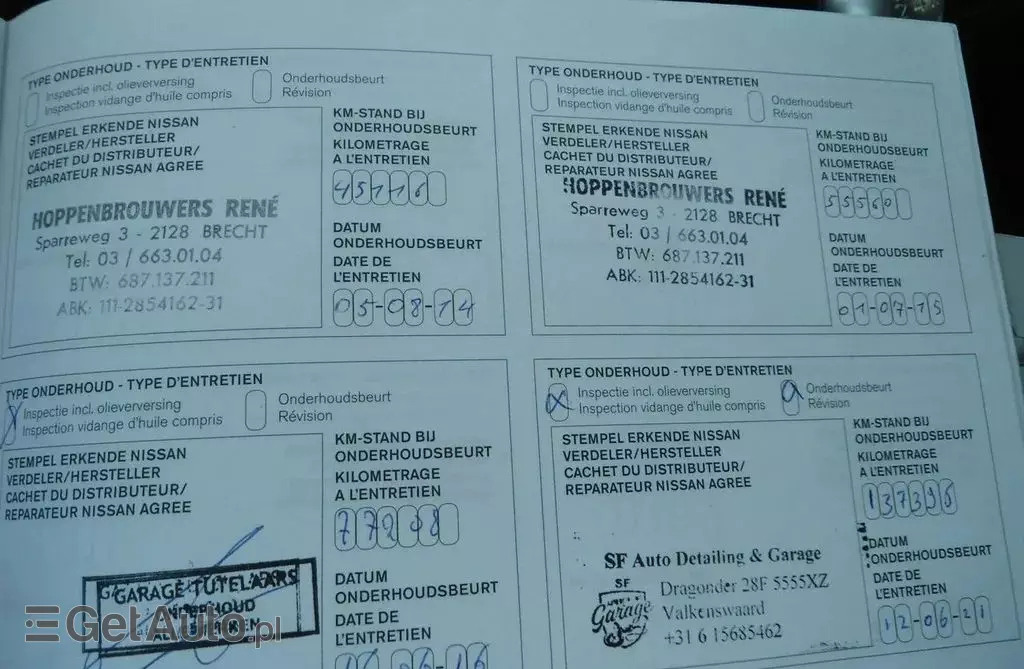 TYPE ONDERHOUD - TYPE D'ENTRETIEN
Inspectie incl. olieverversing
Inspection vidange d'huile compris
Onderhoudsbeurt
Révision
STEMPEL ERKENDE NISSAN
VERDELER/HERSTELLER
CACHET DU DISTRIBUTEUR/
REPARATEUR NISSAN AGREE
HOPPENBROUWERS RENÉ
Sparreweg 3 - 2128 BRECHT
Tel: 03 / 663.01.04
BTW: 687.137.211
ABK: 111-2854162-31
KM-STAND BIJ
ONDERHOUDSBEURT
KILOMETRAGE
A L'ENTRETIEN
45116
DATUM
ONDERHOUDSBEURT
DATE DE
L'ENTRETIEN
05-08-14
TYPE ONDERHOUD - TYPE D'ENTRETIEN
Inspectie incl. olieverversing
Inspection vidange d'huile compris
Onderhoudsbeurt
Révision
STEMPEL ERKENDE NISSAN
VERDELER/HERSTELLER
CACHET DU DISTRIBUTEUR/
REPARATEUR NISSAN AGREE
HOPPENBROUWERS RENÉ
Sparreweg 3 - 2128 BRECHT
Tel: 03 / 663.01.04
BTW: 687.137.211
ABK: 111-2854162-31
KM-STAND BIJ
ONDERHOUDSBEURT
KILOMETRAGE
A L'ENTRETIEN
55560
DATUM
ONDERHOUDSBEURT
DATE DE
L'ENTRETIEN
01-07-15
TYPE ONDERHOUD - TYPE D'ENTRETIEN
X Inspectie incl. olieverversing
Inspection vidange d'huile compris
Onderhoudsbeurt
Révision
STEMPEL ERKENDE NISSAN
VERDELER/HERSTELLER
CACHET DU DISTRIBUTEUR/
REPARATEUR NISSAN AGREE
GARAGE TUTELAARS
KM-STAND BIJ
ONDERHOUDSBEURT
KILOMETRAGE
A L'ENTRETIEN
DATUM
ONDERHOUDSBEURT
DATE DE
L'ENTRETIEN
TYPE ONDERHOUD - TYPE D'ENTRETIEN
X Inspectie incl. olieverversing
Inspection vidange d'huile compris
Onderhoudsbeurt
Révision
STEMPEL ERKENDE NISSAN
VERDELER/HERSTELLER
CACHET DU DISTRIBUTEUR/
REPARATEUR NISSAN AGREE
SF Auto Detailing & Garage
SF
Garage
Dragonder 28F 5555XZ
Valkenswaard
+31 6 15685462
KM-STAND BIJ
ONDERHOUDSBEURT
KILOMETRAGE
A L'ENTRETIEN
137396
DATUM
ONDERHOUDSBEURT
DATE DE
L'ENTRETIEN
12-06-21
GetAuto.pl